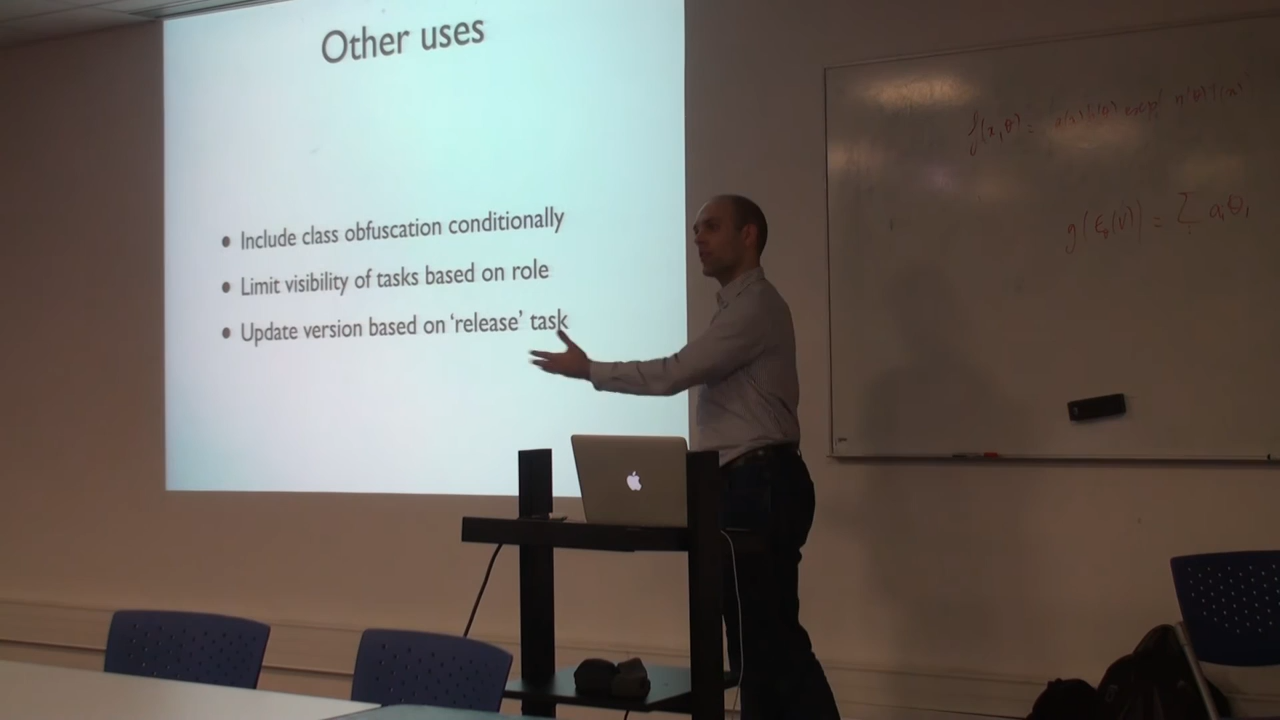 Other uses
• Include class obfuscation conditionally
• Limit visibility of tasks based on role
• Update version based on ‘release’ task
f(x,θ) =
g(ξ(v)) = Σ aᵢθᵢ